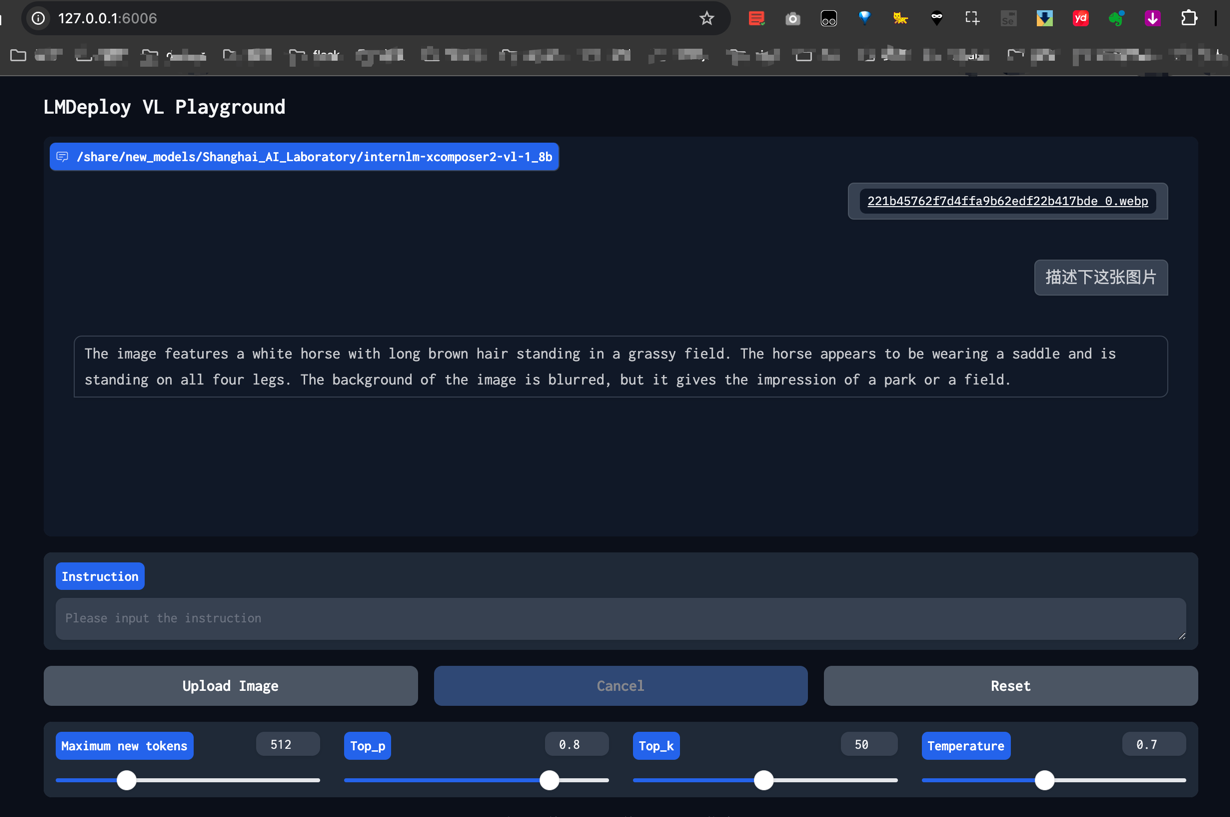 127.0.0.1:6006
yd
LMDeploy VL Playground
/share/new_models/Shanghai_AI_Laboratory/internlm-xcomposer2-vl-1_8b
221b45762f7d4ffa9b62edf22b417bde_0.webp
描述下这张图片
The image features a white horse with long brown hair standing in a grassy field. The horse appears to be wearing a saddle and is
standing on all four legs. The background of the image is blurred, but it gives the impression of a park or a field.
Instruction
Please input the instruction
Upload Image Cancel Reset
Maximum new tokens 512 Top_p 0.8 Top_k 50 Temperature 0.7